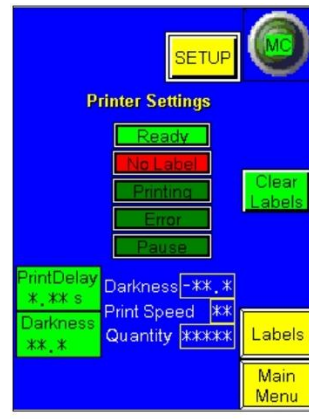 MC
SETUP
Printer Settings
Ready
No Label
Printing
Error
Pause
Clear
Labels
PrintDelay
*.** s
Darkness
**.*
Darkness -**.*
Print Speed **
Quantity *****
Labels
Main
Menu